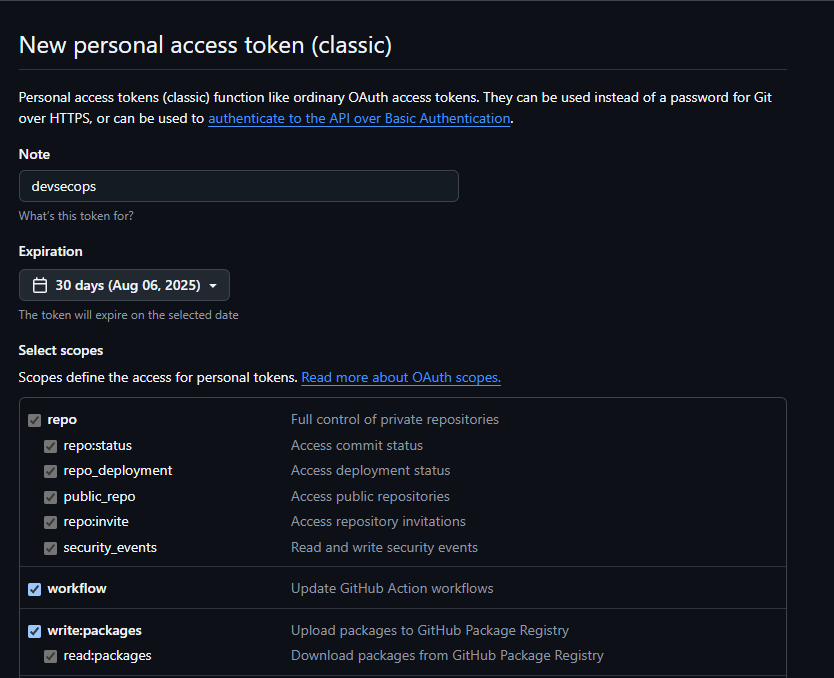 New personal access token (classic)
Personal access tokens (classic) function like ordinary OAuth access tokens. They can be used instead of a password for Git
over HTTPS, or can be used to authenticate to the API over Basic Authentication.
Note
devsecops
What's this token for?
Expiration
30 days (Aug 06, 2025)
The token will expire on the selected date
Select scopes
Scopes define the access for personal tokens. Read more about OAuth scopes.
repo Full control of private repositories
repo:status Access commit status
repo_deployment Access deployment status
public_repo Access public repositories
repo:invite Access repository invitations
security_events Read and write security events
workflow Update GitHub Action workflows
write:packages Upload packages to GitHub Package Registry
read:packages Download packages from GitHub Package Registry